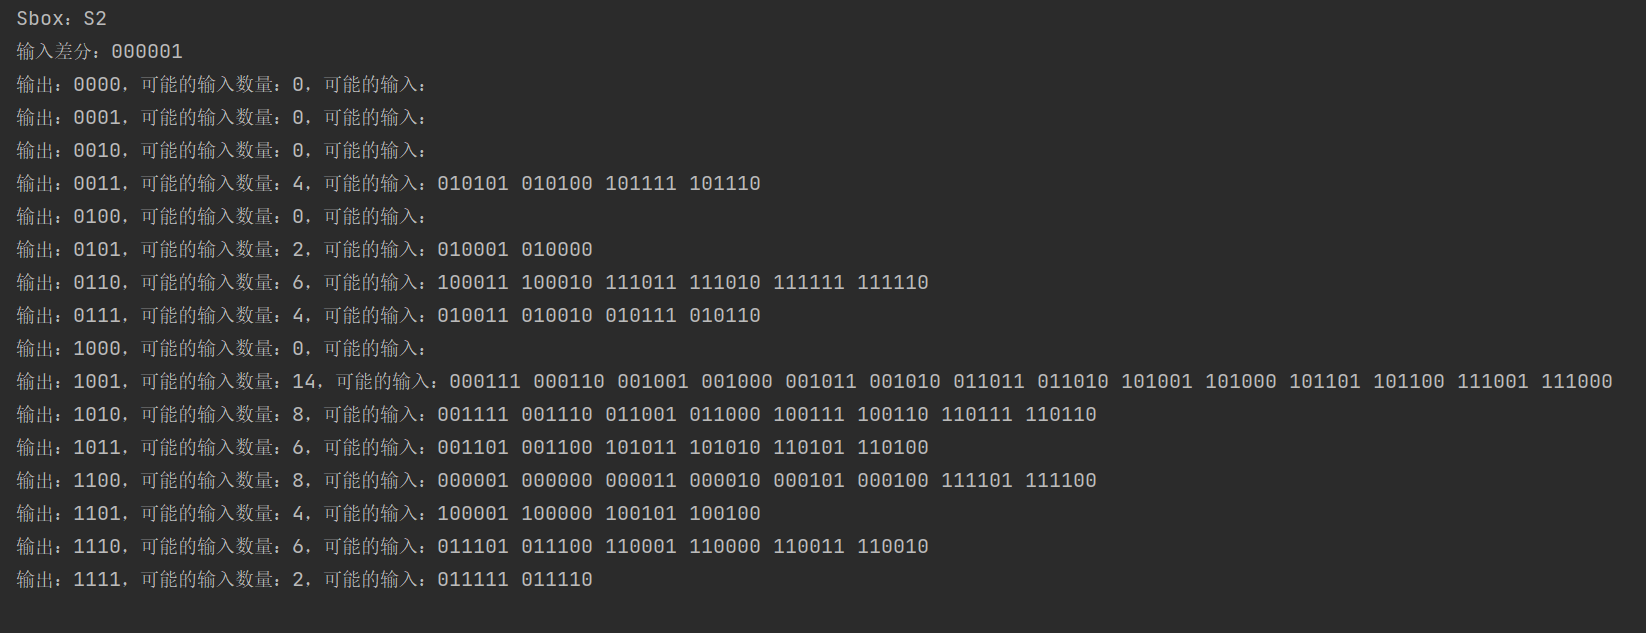 Sbox: S2
输入差分：000001
输出：0000，可能的输入数量：0，可能的输入：
输出：0001，可能的输入数量：0，可能的输入：
输出：0010，可能的输入数量：0，可能的输入：
输出：0011，可能的输入数量：4，可能的输入：010101 010100 101111 101110
输出：0100，可能的输入数量：0，可能的输入：
输出：0101，可能的输入数量：2，可能的输入：010001 010000
输出：0110，可能的输入数量：6，可能的输入：100011 100010 111011 111010 111111 111110
输出：0111，可能的输入数量：4，可能的输入：010011 010010 010111 010110
输出：1000，可能的输入数量：0，可能的输入：
输出：1001，可能的输入数量：14，可能的输入：000111 000110 001001 001000 001011 001010 011011 011010 101001 101000 101101 101100 111001 111000
输出：1010，可能的输入数量：8，可能的输入：001111 001110 011001 011000 100111 100110 110111 110110
输出：1011，可能的输入数量：6，可能的输入：001101 001100 101011 101010 110101 110100
输出：1100，可能的输入数量：8，可能的输入：000001 000000 000011 000010 000101 000100 111101 111100
输出：1101，可能的输入数量：4，可能的输入：100001 100000 100101 100100
输出：1110，可能的输入数量：6，可能的输入：011101 011100 110001 110000 110011 110010
输出：1111，可能的输入数量：2，可能的输入：011111 011110